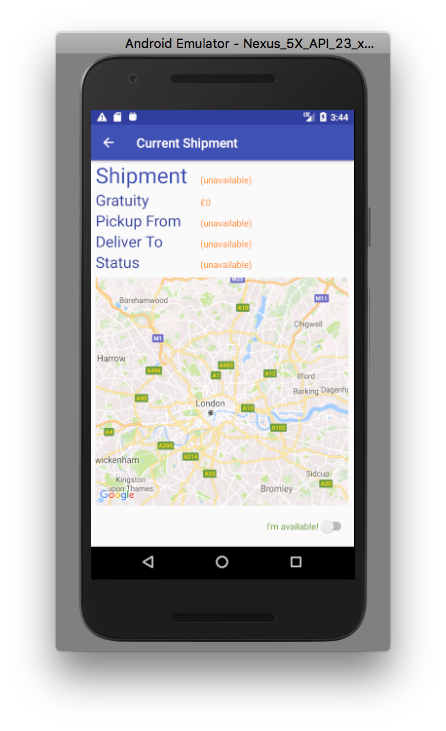 Android Emulator - Nexus_5X_API_23_x...
3:44
Current Shipment
Shipment (unavailable)
Gratuity £0
Pickup From (unavailable)
Deliver To (unavailable)
Status (unavailable)
M25
Borehamwood
A10
M11
Chigwell
M1
Harrow
A406
A503
A1
A12
Ilford
Barking
Dagenha
A40
London
A13
A4
A102
A205
wickenham
A214
A23
Sidcup
A20
Kingston
upon Thames
Google
Bromley
I'm available!